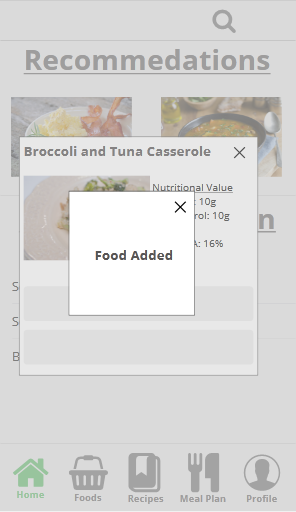 Recommedations
Broccoli and Tuna Casserole
Nutritional Value
: 10g
rol: 10g
A: 16%
Food Added
n
S
S
B
Home
Foods
Recipes
Meal Plan
Profile